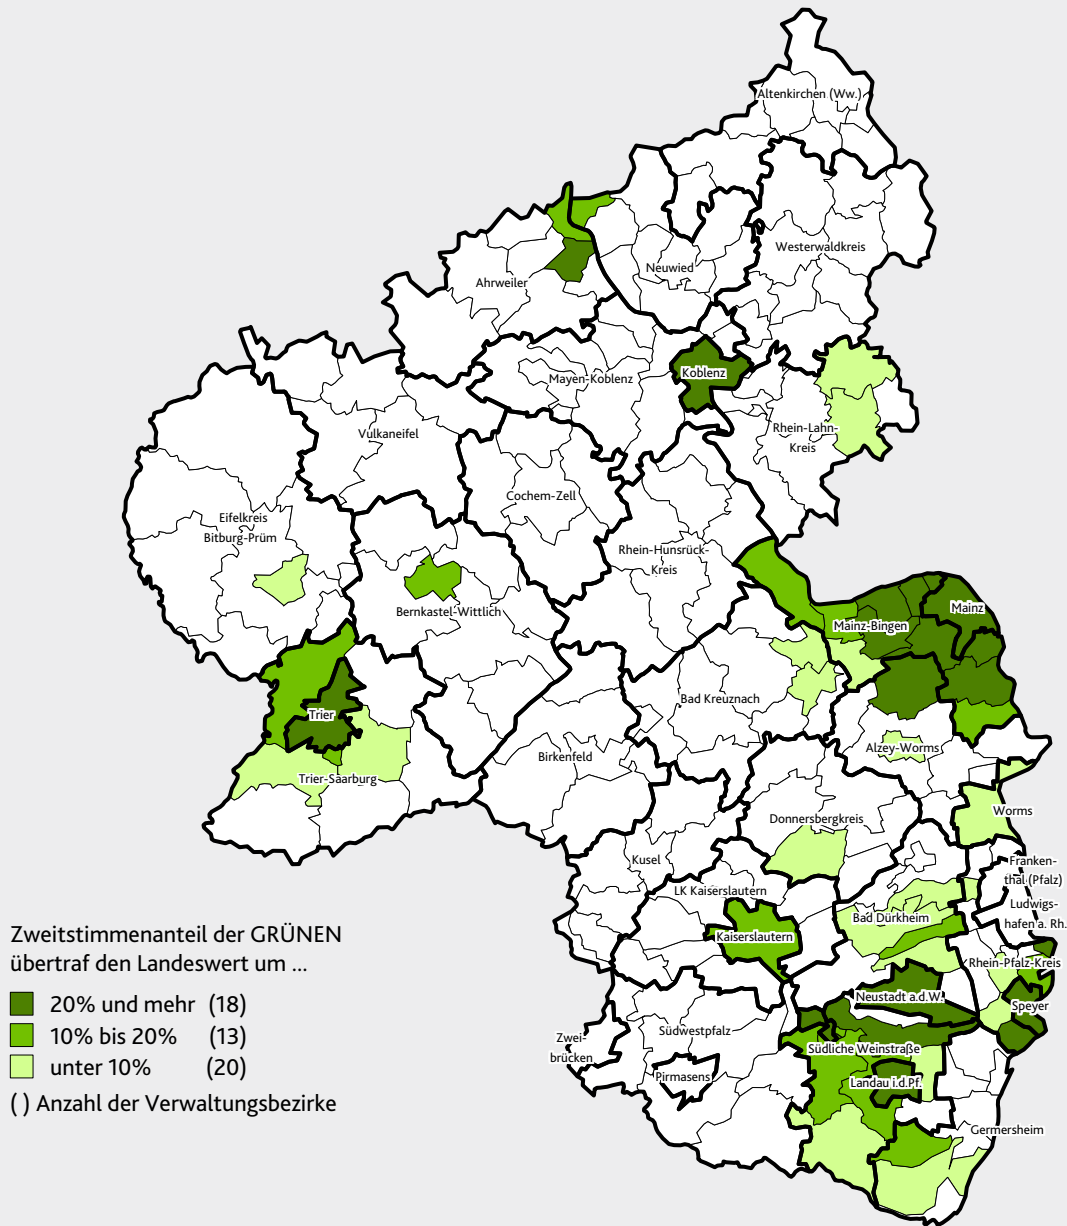 Altenkirchen (Ww.)
Westerwaldkreis
Neuwied
Ahrweiler
Koblenz
Mayen-Koblenz
Rhein-Lahn-
Kreis
Vulkaneifel
Cochem-Zell
Eifelkreis
Bitburg-Prüm
Rhein-Hunsrück-
Kreis
Bernkastel-Wittlich
Mainz
Mainz-Bingen
Bad Kreuznach
Trier
Alzey-Worms
Birkenfeld
Trier-Saarburg
Worms
Donnersbergkreis
Kusel
Franken-
thal (Pfalz)
LK Kaiserslautern
Ludwigs-
hafen a. Rh.
Bad Dürkheim
Kaiserslautern
Rhein-Pfalz-Kreis
Neustadt a.d.W.
Speyer
Südwestpfalz
Zwei-
brücken
Südliche Weinstraße
Pirmasens
Landau i.d.Pf.
Germersheim
Zweitstimmenanteil der GRÜNEN
übertraf den Landeswert um ...
20% und mehr (18)
10% bis 20% (13)
unter 10% (20)
( ) Anzahl der Verwaltungsbezirke